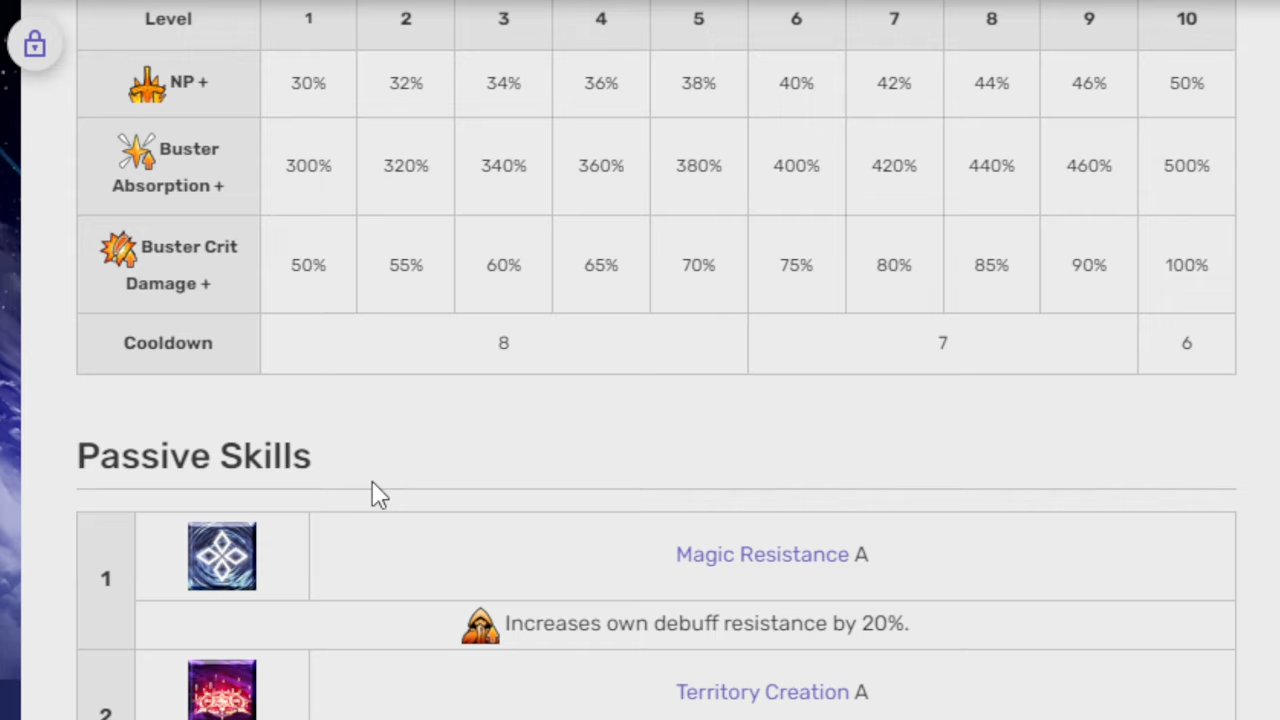 Level 1 2 3 4 5 6 7 8 9 10
NP + 30% 32% 34% 36% 38% 40% 42% 44% 46% 50%
Buster
Absorption + 300% 320% 340% 360% 380% 400% 420% 440% 460% 500%
Buster Crit
Damage + 50% 55% 60% 65% 70% 75% 80% 85% 90% 100%
Cooldown 8 7 6
Passive Skills
1 Magic Resistance A
Increases own debuff resistance by 20%.
2 Territory Creation A